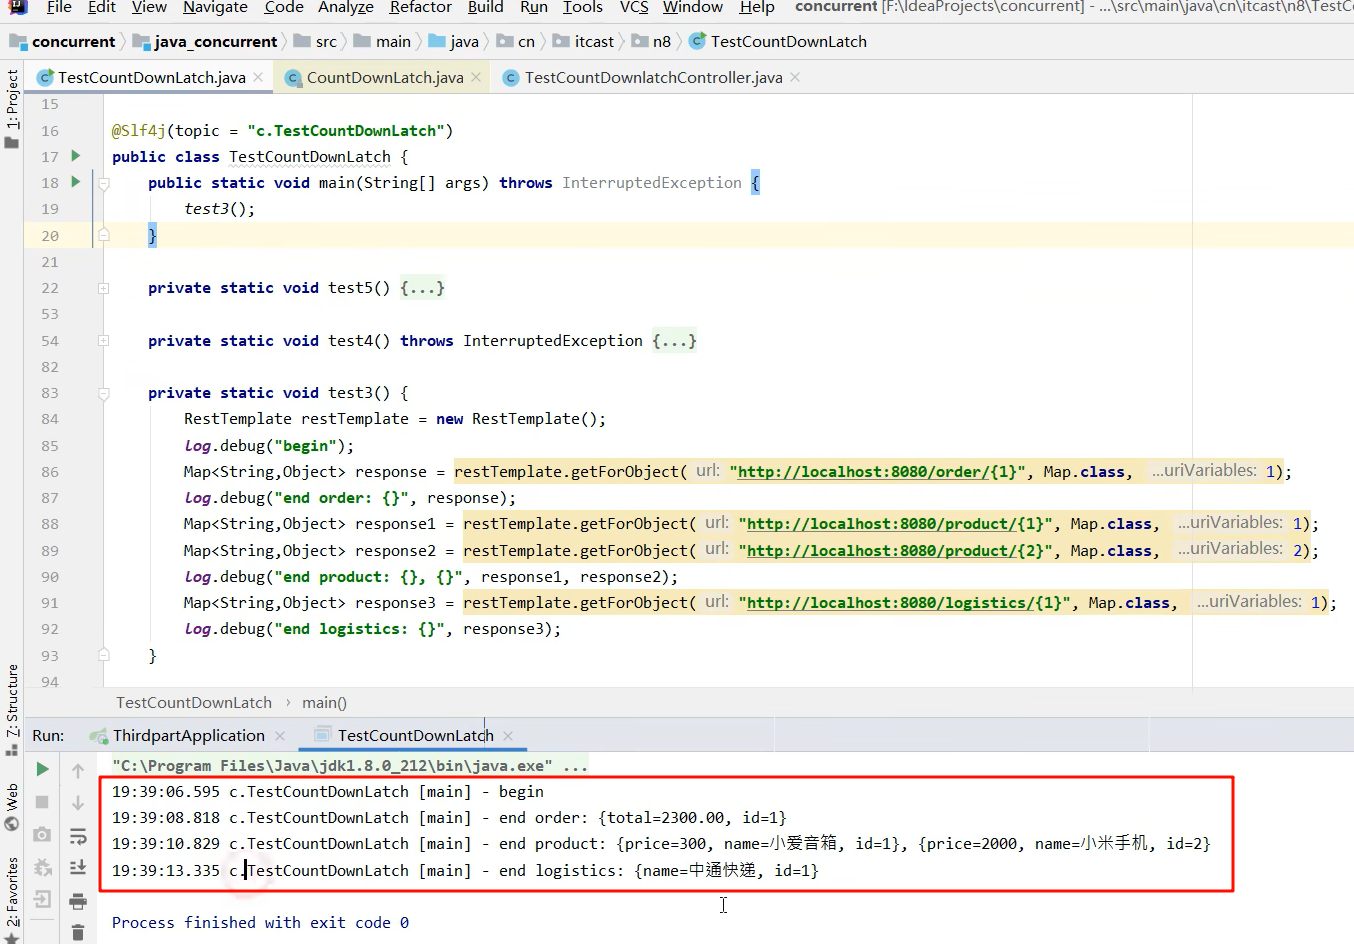 File Edit View Navigate Code Analyze Refactor Build Run Tools VCS Window Help concurrent [F:\IdeaProjects\concurrent] - ...\src\main\java\cn\itcast\n8\TestC
concurrent java_concurrent src main java cn itcast n8 TestCountDownLatch
TestCountDownLatch.java CountDownLatch.java TestCountDownlatchController.java
1: Project
15
16 @Slf4j(topic = "c.TestCountDownLatch")
17 public class TestCountDownLatch {
18 public static void main(String[] args) throws InterruptedException {
19 test3();
20 }
21
22 private static void test5() {...}
53
54 private static void test4() throws InterruptedException {...}
82
83 private static void test3() {
84 RestTemplate restTemplate = new RestTemplate();
85 log.debug("begin");
86 Map<String,Object> response = restTemplate.getForObject( url: "http://localhost:8080/order/{1}", Map.class, ...uriVariables: 1);
87 log.debug("end order: {}", response);
88 Map<String,Object> response1 = restTemplate.getForObject( url: "http://localhost:8080/product/{1}", Map.class, ...uriVariables: 1);
89 Map<String,Object> response2 = restTemplate.getForObject( url: "http://localhost:8080/product/{2}", Map.class, ...uriVariables: 2);
90 log.debug("end product: {}, {}", response1, response2);
91 Map<String,Object> response3 = restTemplate.getForObject( url: "http://localhost:8080/logistics/{1}", Map.class, ...uriVariables: 1);
92 log.debug("end logistics: {}", response3);
93 }
94
TestCountDownLatch › main()
Z: Structure
Web
2: Favorites
Run: ThirdpartApplication TestCountDownLatch
"C:\Program Files\Java\jdk1.8.0_212\bin\java.exe" ...
19:39:06.595 c.TestCountDownLatch [main] - begin
19:39:08.818 c.TestCountDownLatch [main] - end order: {total=2300.00, id=1}
19:39:10.829 c.TestCountDownLatch [main] - end product: {price=300, name=小爱音箱, id=1}, {price=2000, name=小米手机, id=2}
19:39:13.335 c.TestCountDownLatch [main] - end logistics: {name=中通快递, id=1}
Process finished with exit code 0